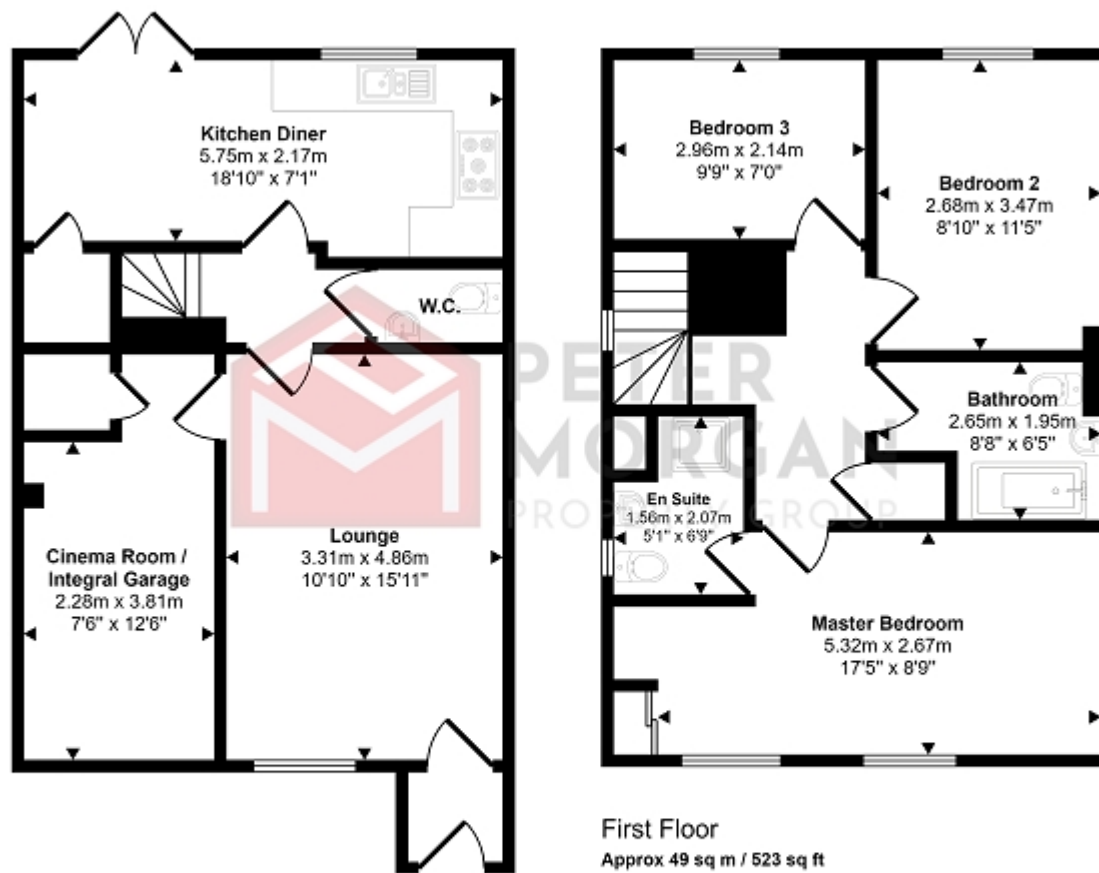 Kitchen Diner
5.75m x 2.17m
18'10" x 7'1"
W.C.
Lounge
3.31m x 4.86m
10'10" x 15'11"
Cinema Room /
Integral Garage
2.28m x 3.81m
7'6" x 12'6"
Bedroom 3
2.96m x 2.14m
9'9" x 7'0"
Bedroom 2
2.68m x 3.47m
8'10" x 11'5"
Bathroom
2.65m x 1.95m
8'8" x 6'5"
En Suite
1.56m x 2.07m
5'1" x 6'9"
Master Bedroom
5.32m x 2.67m
17'5" x 8'9"
PETER
MORGAN
PROPERTY GROUP
First Floor
Approx 49 sq m / 523 sq ft